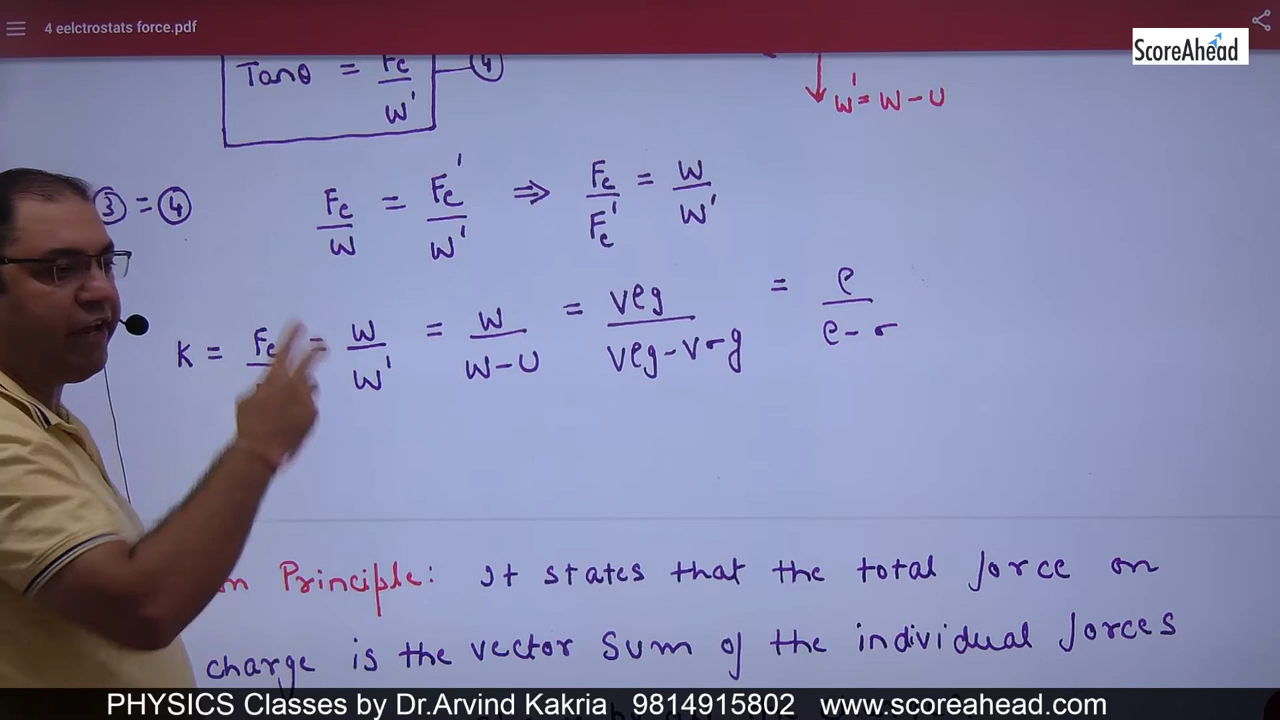 4 eelctrostats force.pdf
ScoreAhead
Tanθ = Fe / W' — ④
W' = W - U
③ = ④ Fe / W = Fe' / W' ⇒ Fe / Fe' = W / W'
K = Fe = W / W' = W / W - U = Vρg / Vρg - Vσg = ρ / ρ - σ
Principle: It states that the total force on
charge is the vector sum of the individual forces
PHYSICS Classes by Dr.Arvind Kakria 9814915802 www.scoreahead.com